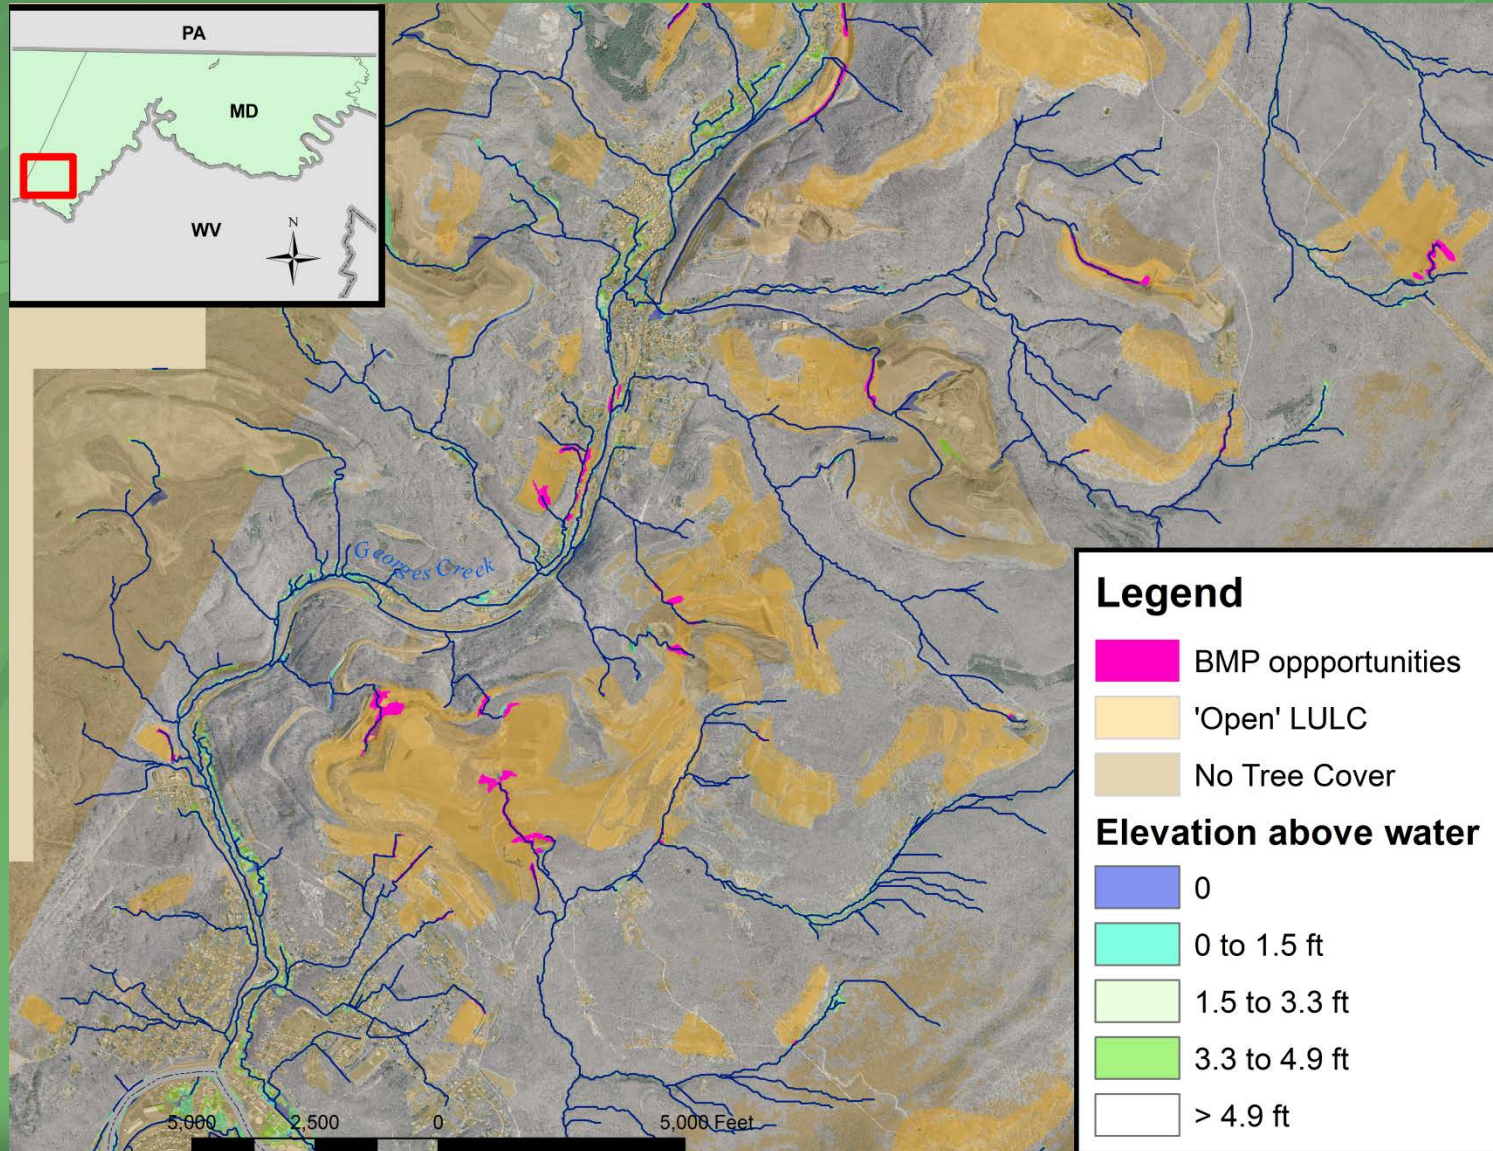 PA
MD
WV
N
Georges Creek
Legend
BMP oppportunities
'Open' LULC
No Tree Cover
Elevation above water
0
0 to 1.5 ft
1.5 to 3.3 ft
3.3 to 4.9 ft
> 4.9 ft
5,000 2,500 0 5,000 Feet